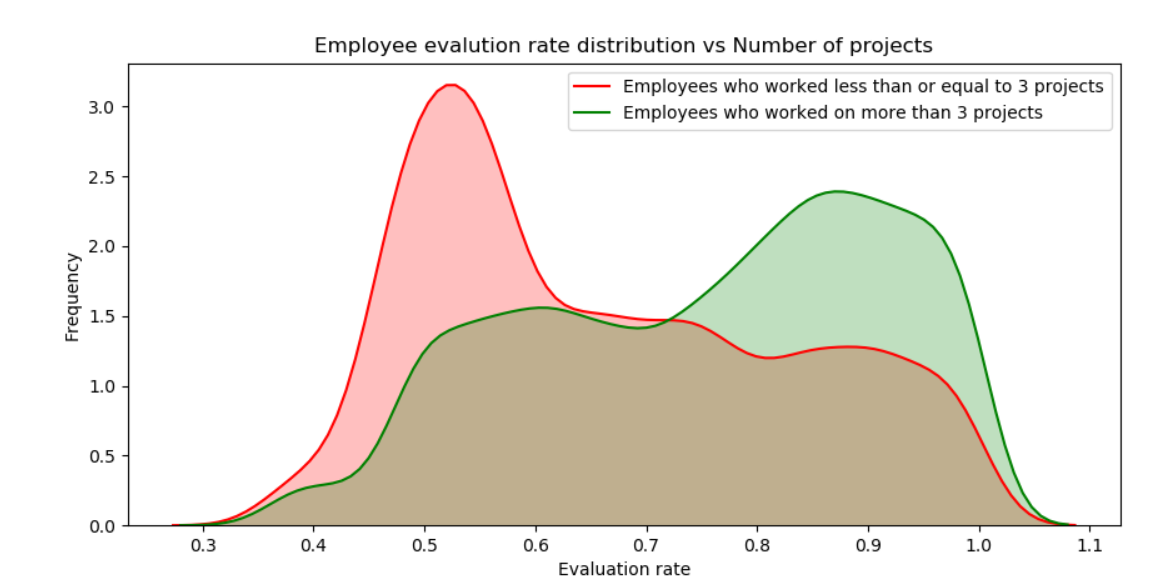 Employee evalution rate distribution vs Number of projects
Employees who worked less than or equal to 3 projects
Employees who worked on more than 3 projects
Frequency
3.0
2.5
2.0
1.5
1.0
0.5
0.0
0.3 0.4 0.5 0.6 0.7 0.8 0.9 1.0 1.1
Evaluation rate